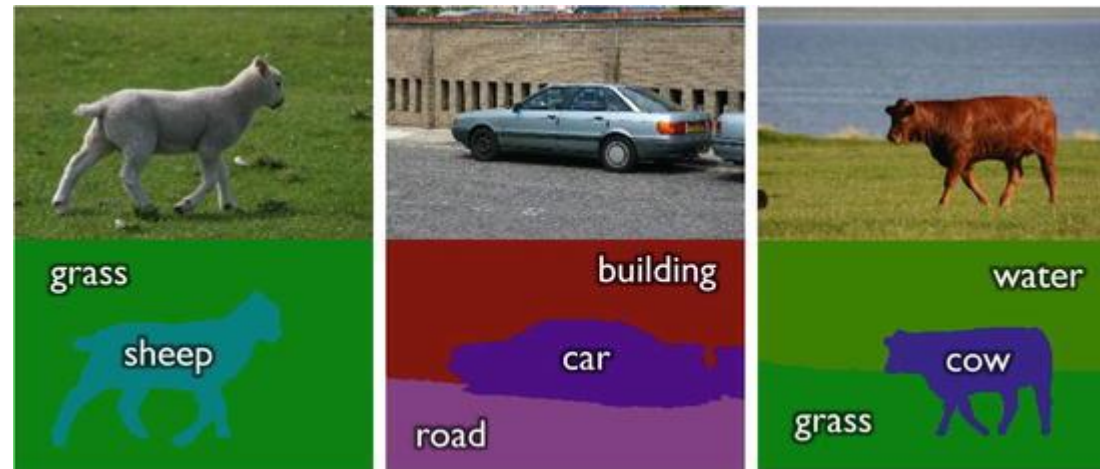 grass
sheep
building
car
road
water
cow
grass